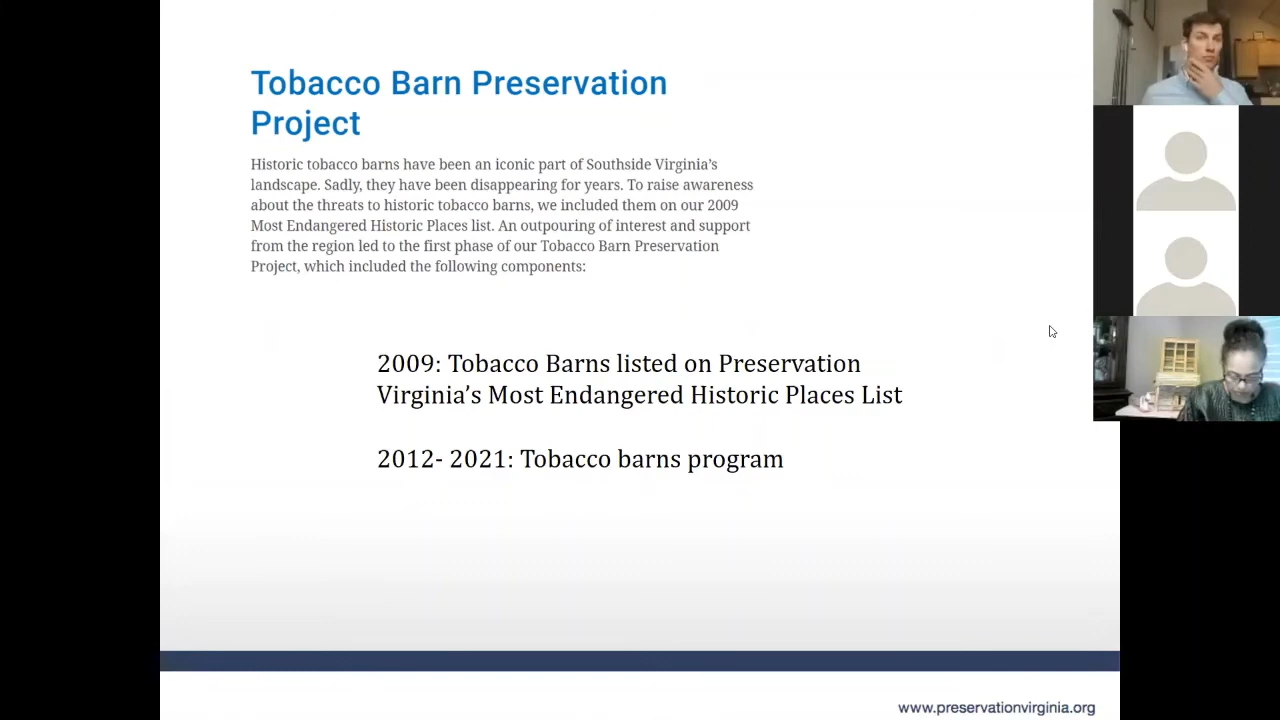 Tobacco Barn Preservation
Project
Historic tobacco barns have been an iconic part of Southside Virginia’s
landscape. Sadly, they have been disappearing for years. To raise awareness
about the threats to historic tobacco barns, we included them on our 2009
Most Endangered Historic Places list. An outpouring of interest and support
from the region led to the first phase of our Tobacco Barn Preservation
Project, which included the following components:
2009: Tobacco Barns listed on Preservation
Virginia’s Most Endangered Historic Places List
2012- 2021: Tobacco barns program
www.preservationvirginia.org